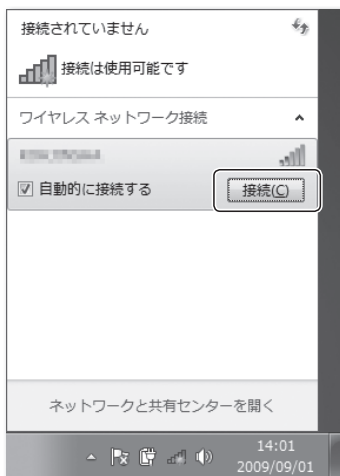 接続されていません
接続は使用可能です
ワイヤレス ネットワーク接続
自動的に接続する
接続(C)
ネットワークと共有センターを開く
14:01
2009/09/01